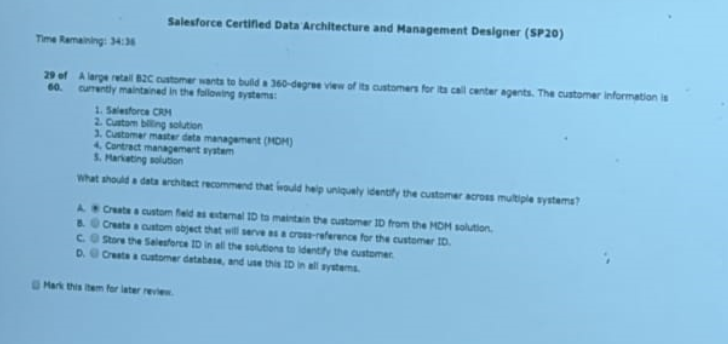 Salesforce Certified Data Architecture and Management Designer (SP20)
Time Remaining: 34:36
29 of 60. A large retail B2C customer wants to build a 360-degree view of its customers for its call center agents. The customer information is
currently maintained in the following systems:
1. Salesforce CRM
2. Custom billing solution
3. Customer master data management (MDM)
4. Contract management system
5. Marketing solution
What should a data architect recommend that would help uniquely identify the customer across multiple systems?
A. Create a custom field as external ID to maintain the customer ID from the MDM solution.
B. Create a custom object that will serve as a cross-reference for the customer ID.
C. Store the Salesforce ID in all the solutions to identify the customer.
D. Create a customer database, and use this ID in all systems.
Mark this item for later review.